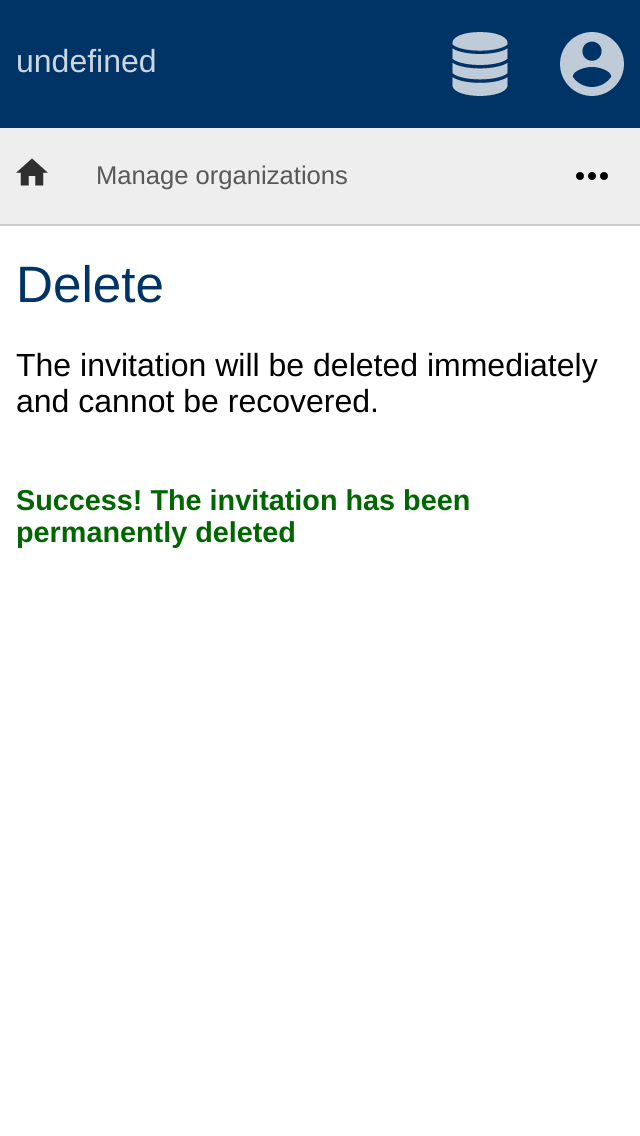 undefined
Manage organizations
Delete
The invitation will be deleted immediately
and cannot be recovered.
Success! The invitation has been
permanently deleted